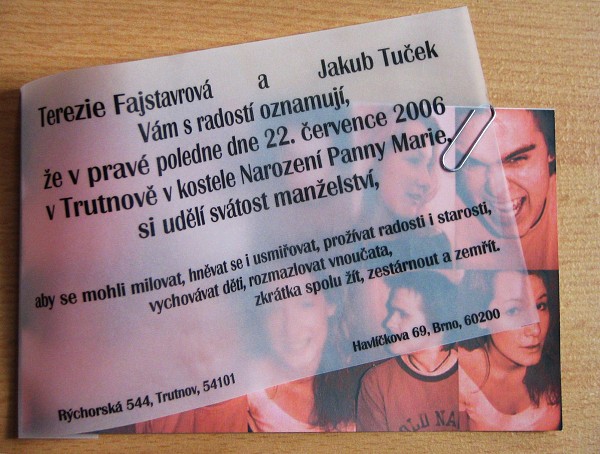 Terezie Fajstavrová a Jakub Tuček
Vám s radostí oznamují,
že v pravé poledne dne 22. července 2006
v Trutnově v kostele Narození Panny Marie,
si udělí svátost manželství,
aby se mohli milovat, hněvat se i usmiřovat, prožívat radosti i starosti,
vychovávat děti, rozmazlovat vnoučata,
zkrátka spolu žít, zestárnout a zemřít.
Rýchorská 544, Trutnov, 54101
Havlíčkova 69, Brno, 60200
OLD NA